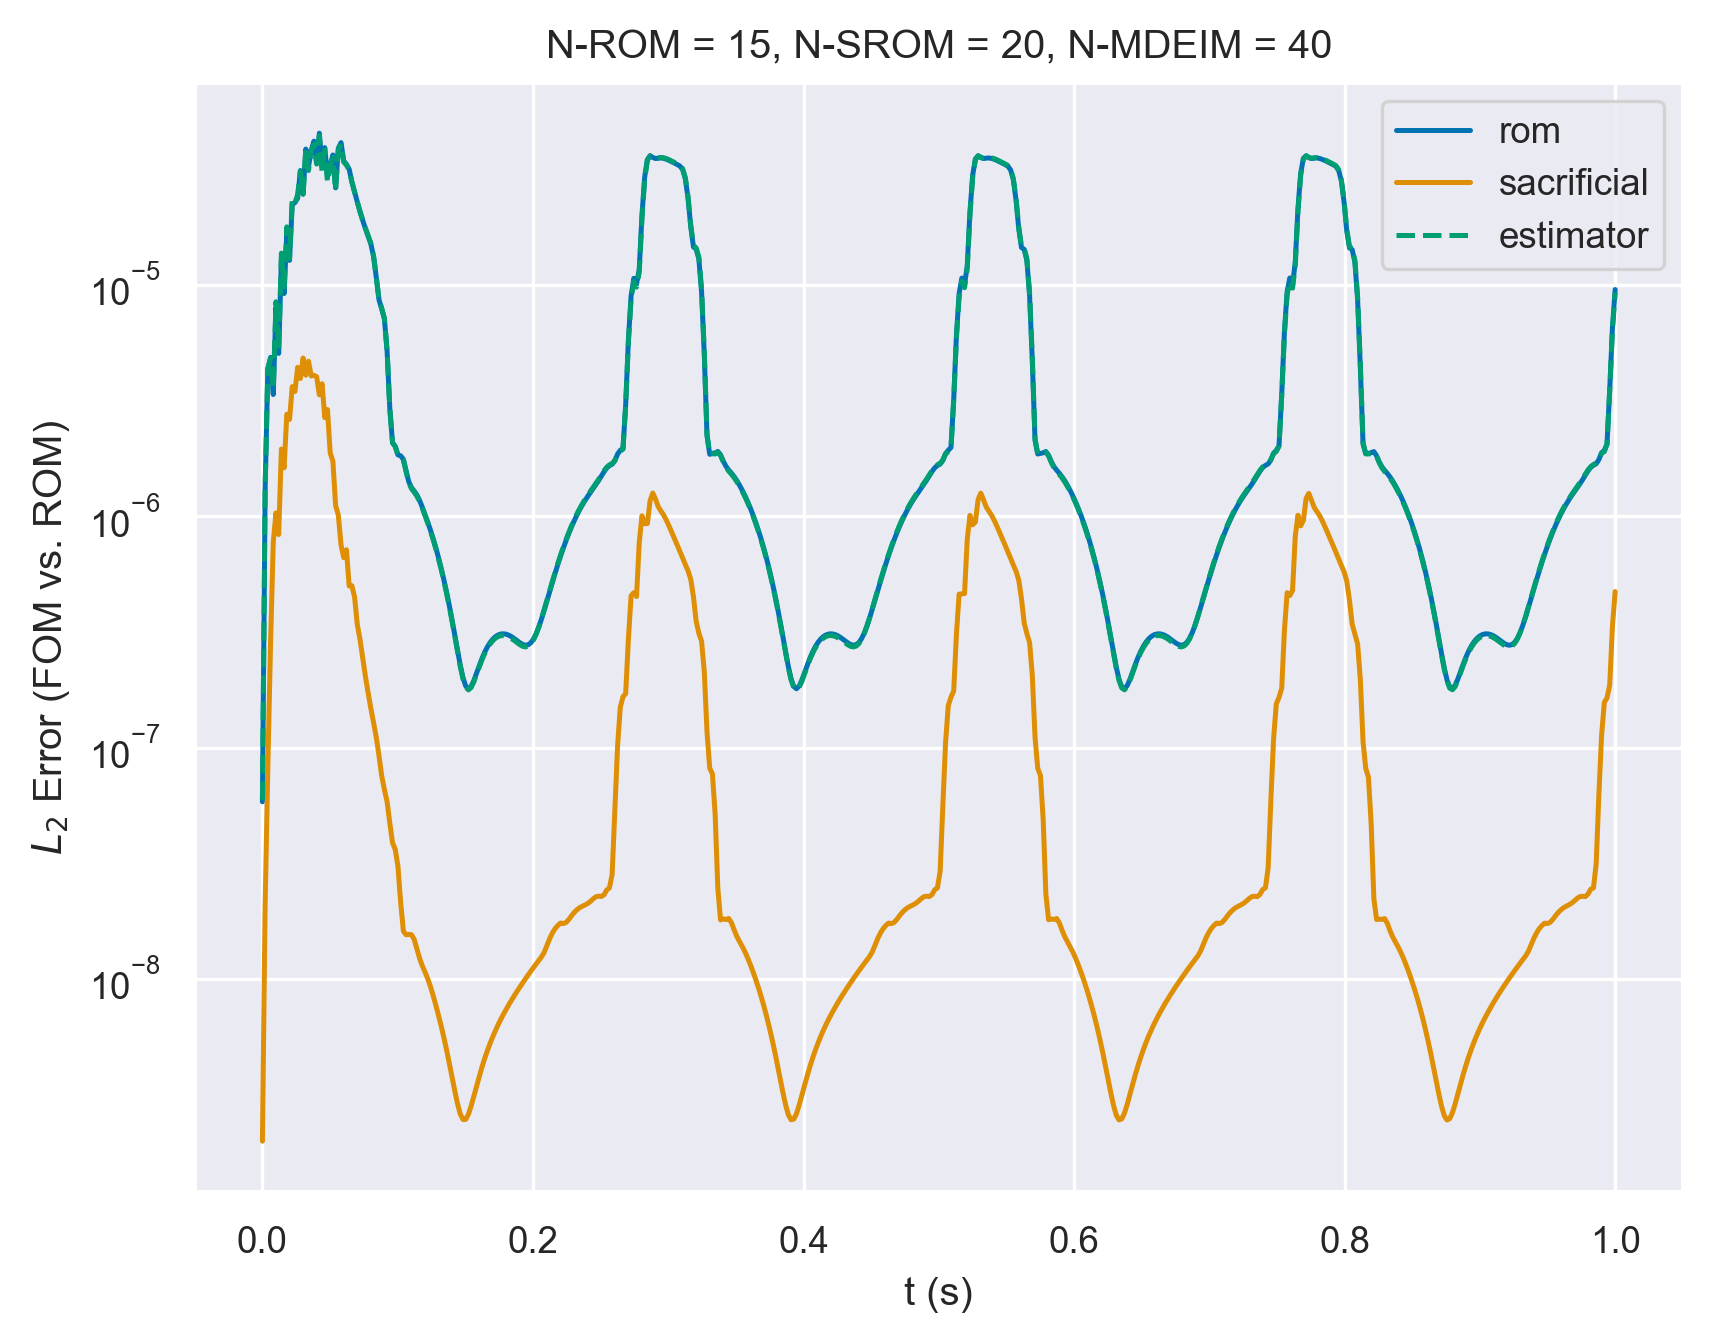 N-ROM = 15, N-SROM = 20, N-MDEIM = 40
rom
sacrificial
estimator
L₂ Error (FOM vs. ROM)
10⁻⁵
10⁻⁶
10⁻⁷
10⁻⁸
0.0 0.2 0.4 0.6 0.8 1.0
t (s)